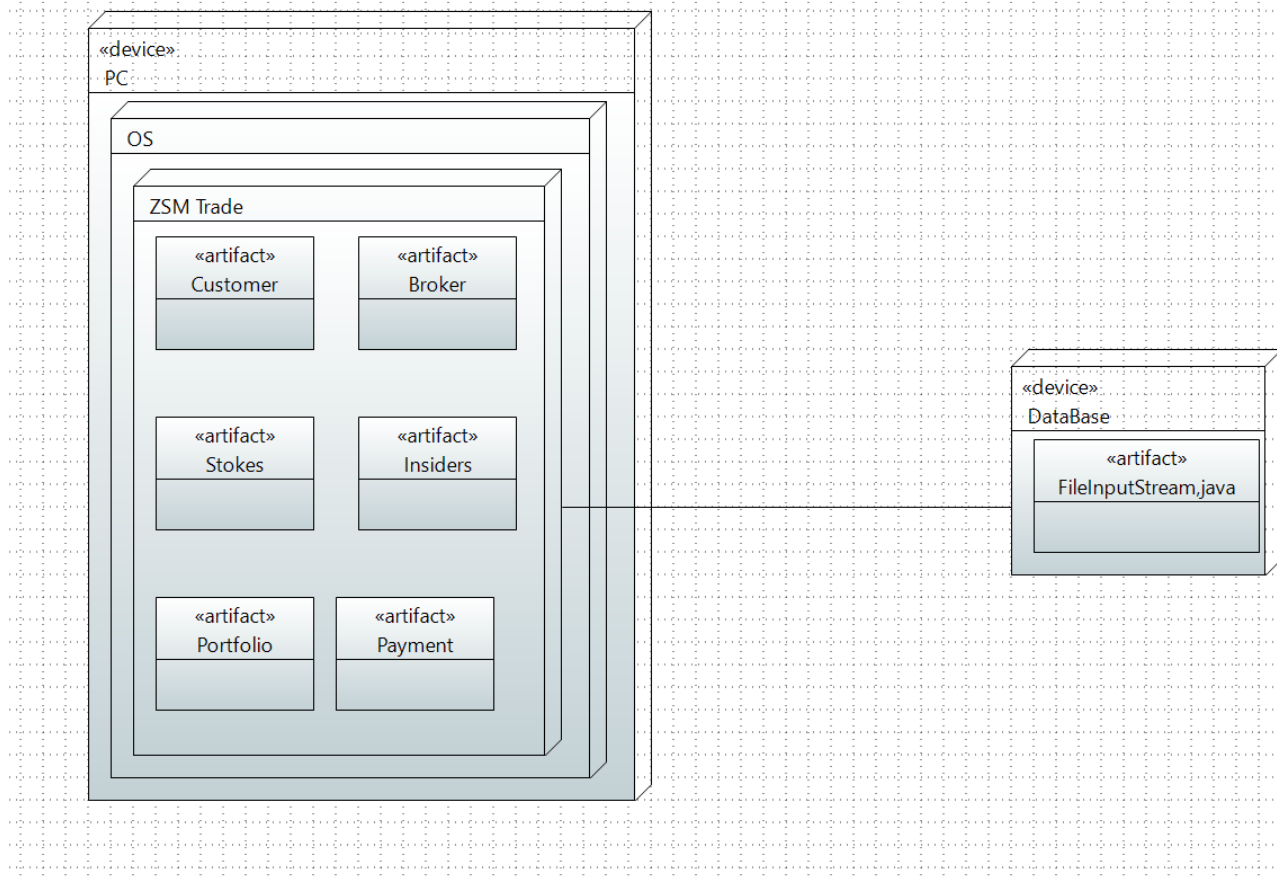 «device»
PC
OS
ZSM Trade
«artifact»
Customer
«artifact»
Broker
«artifact»
Stokes
«artifact»
Insiders
«artifact»
Portfolio
«artifact»
Payment
«device»
DataBase
«artifact»
FileInputStream,java